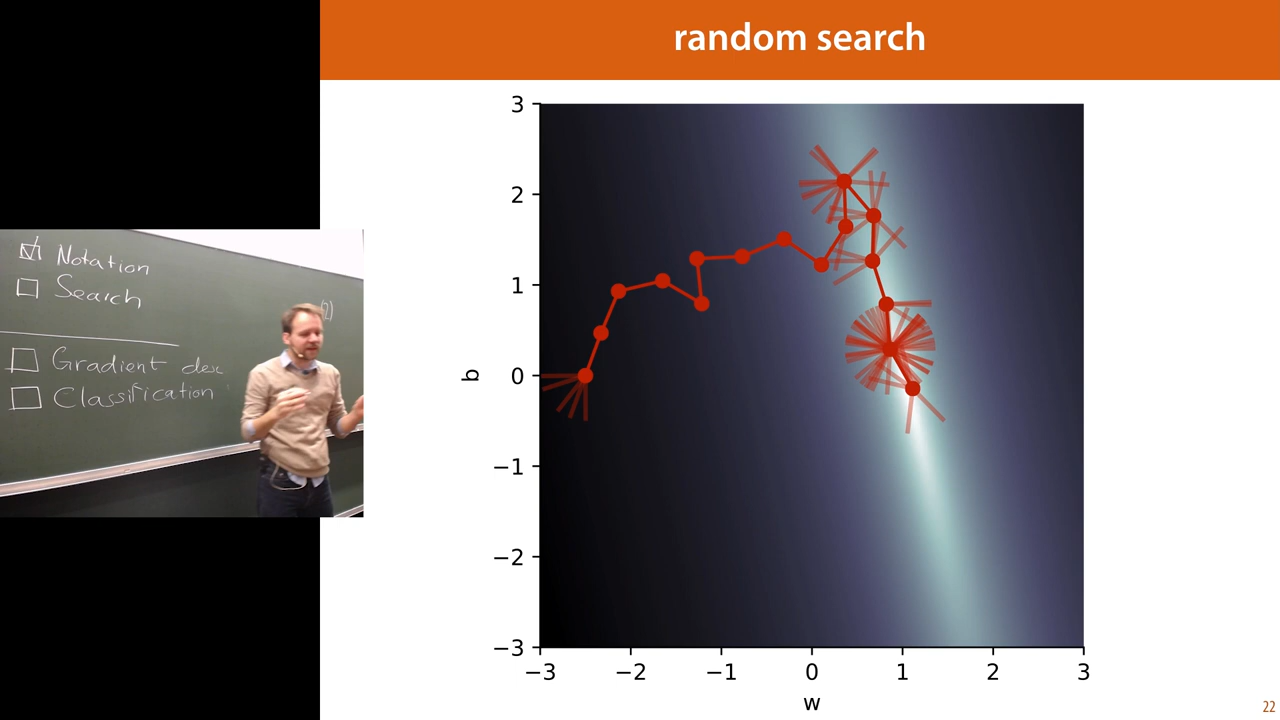 random search
Notation
Search
(2)
Gradient desc
Classification
3
2
1
0
−1
−2
−3
b
−3
−2
−1
0
1
2
3
w
22